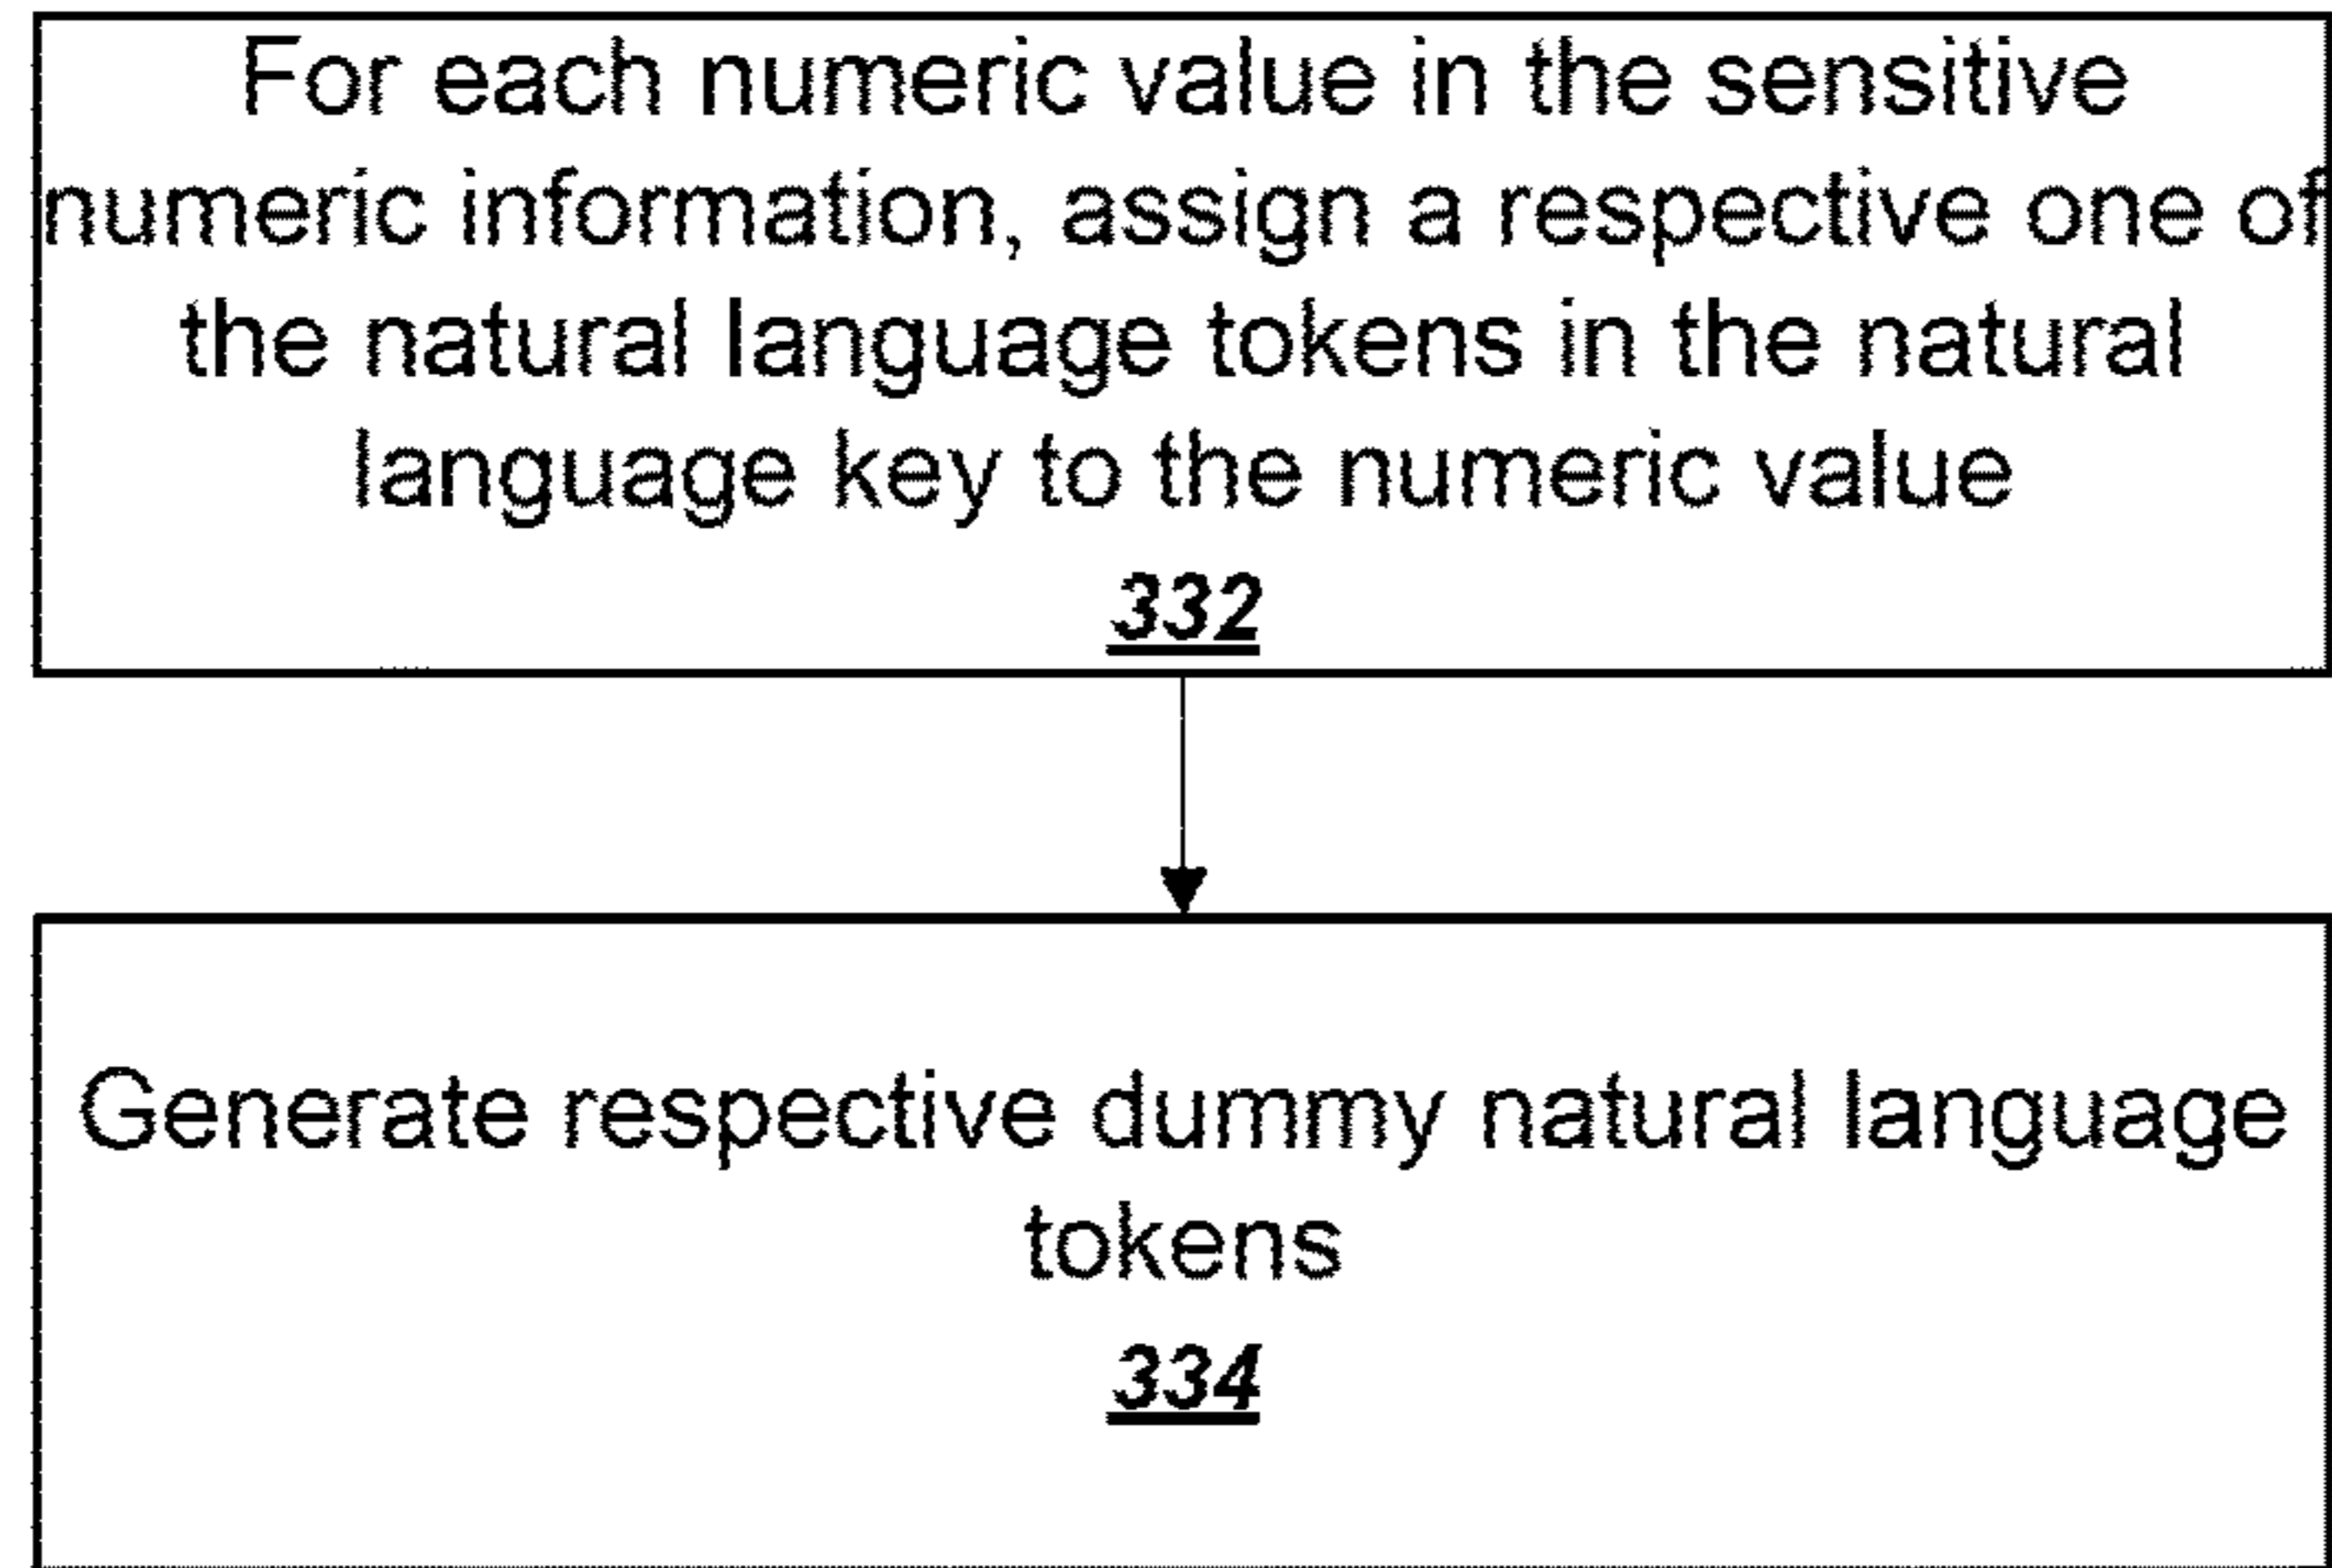 For each numeric value in the sensitive
numeric information, assign a respective one of
the natural language tokens in the natural
language key to the numeric value
332
Generate respective dummy natural language
tokens
334